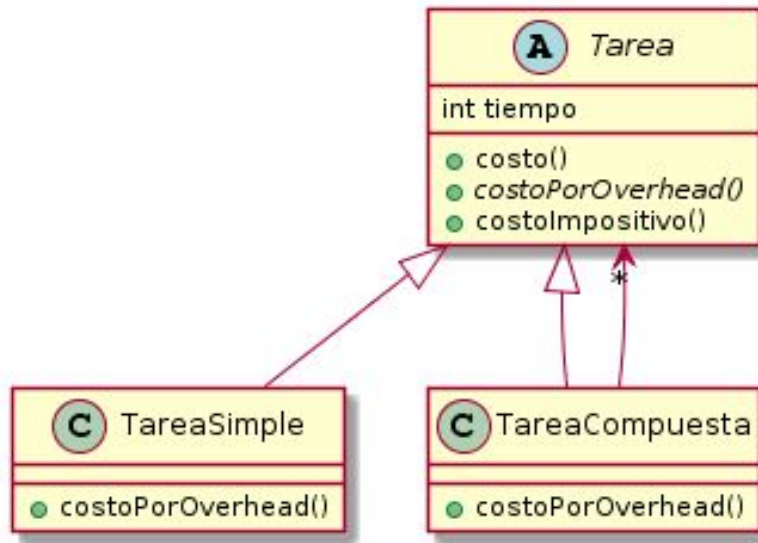 A Tarea
int tiempo
costo()
costoPorOverhead()
costoImpositivo()
*
C TareaSimple
costoPorOverhead()
C TareaCompuesta
costoPorOverhead()